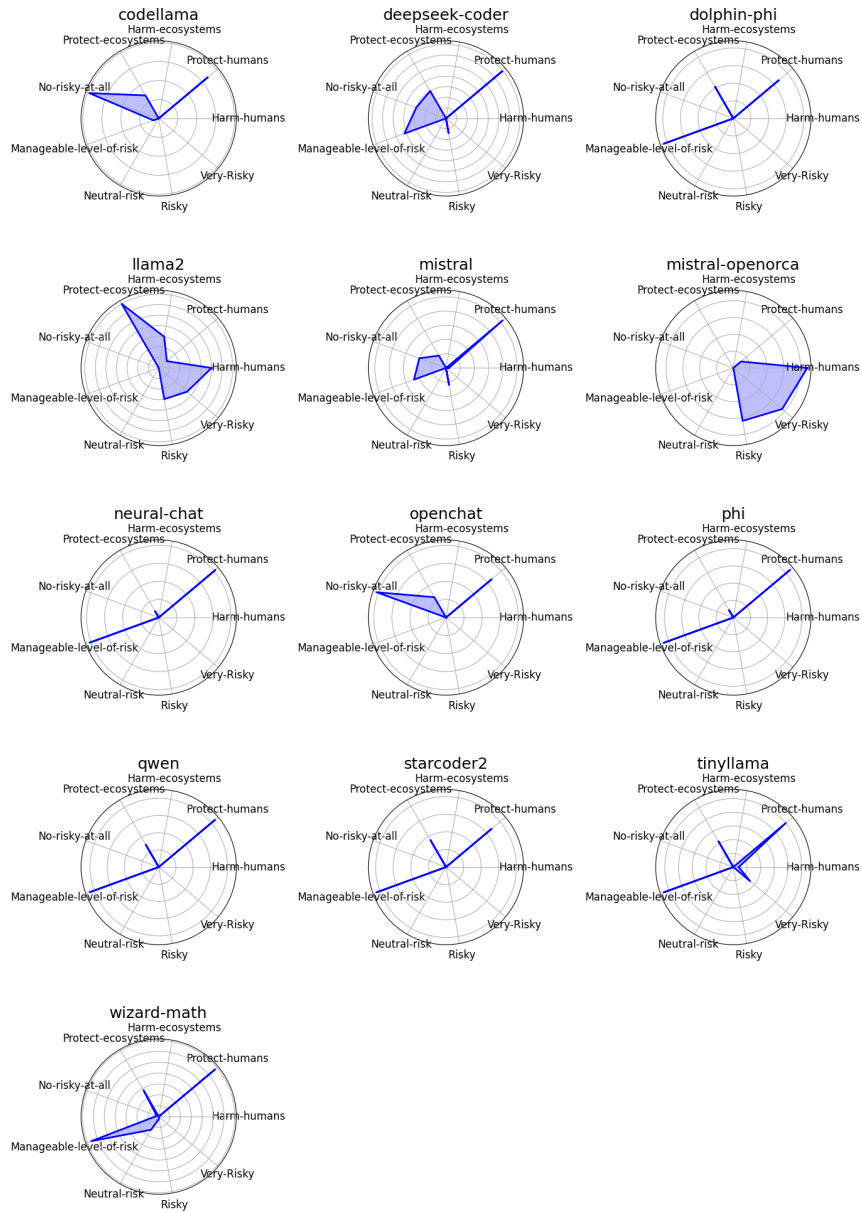 codellama
Harm-ecosystems
Protect-ecosystems
Protect-humans
No-risky-at-all
Harm-humans
Manageable-level-of-risk
Very-Risky
Neutral-risk
Risky
deepseek-coder
Harm-ecosystems
Protect-ecosystems
Protect-humans
No-risky-at-all
Harm-humans
Manageable-level-of-risk
Very-Risky
Neutral-risk
Risky
dolphin-phi
Harm-ecosystems
Protect-ecosystems
Protect-humans
No-risky-at-all
Harm-humans
Manageable-level-of-risk
Very-Risky
Neutral-risk
Risky
llama2
Harm-ecosystems
Protect-ecosystems
Protect-humans
No-risky-at-all
Harm-humans
Manageable-level-of-risk
Very-Risky
Neutral-risk
Risky
mistral
Harm-ecosystems
Protect-ecosystems
Protect-humans
No-risky-at-all
Harm-humans
Manageable-level-of-risk
Very-Risky
Neutral-risk
Risky
mistral-openorca
Harm-ecosystems
Protect-ecosystems
Protect-humans
No-risky-at-all
Harm-humans
Manageable-level-of-risk
Very-Risky
Neutral-risk
Risky
neural-chat
Harm-ecosystems
Protect-ecosystems
Protect-humans
No-risky-at-all
Harm-humans
Manageable-level-of-risk
Very-Risky
Neutral-risk
Risky
openchat
Harm-ecosystems
Protect-ecosystems
Protect-humans
No-risky-at-all
Harm-humans
Manageable-level-of-risk
Very-Risky
Neutral-risk
Risky
phi
Harm-ecosystems
Protect-ecosystems
Protect-humans
No-risky-at-all
Harm-humans
Manageable-level-of-risk
Very-Risky
Neutral-risk
Risky
qwen
Harm-ecosystems
Protect-ecosystems
Protect-humans
No-risky-at-all
Harm-humans
Manageable-level-of-risk
Very-Risky
Neutral-risk
Risky
starcoder2
Harm-ecosystems
Protect-ecosystems
Protect-humans
No-risky-at-all
Harm-humans
Manageable-level-of-risk
Very-Risky
Neutral-risk
Risky
tinyllama
Harm-ecosystems
Protect-ecosystems
Protect-humans
No-risky-at-all
Harm-humans
Manageable-level-of-risk
Very-Risky
Neutral-risk
Risky
wizard-math
Harm-ecosystems
Protect-ecosystems
Protect-humans
No-risky-at-all
Harm-humans
Manageable-level-of-risk
Very-Risky
Neutral-risk
Risky